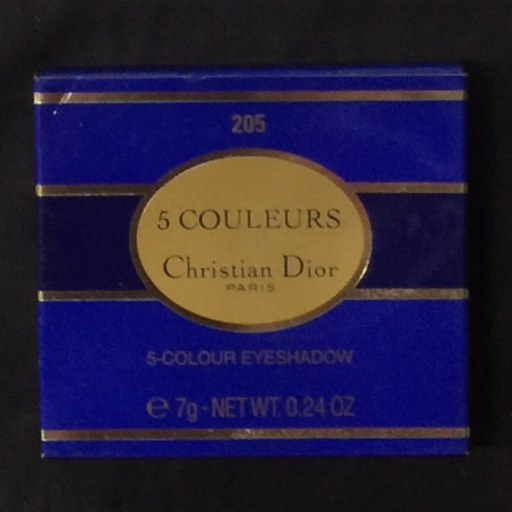 205
5 COULEURS
Christian Dior
PARIS
5-COLOUR EYESHADOW
℮ 7g - NET WT. 0.24 OZ